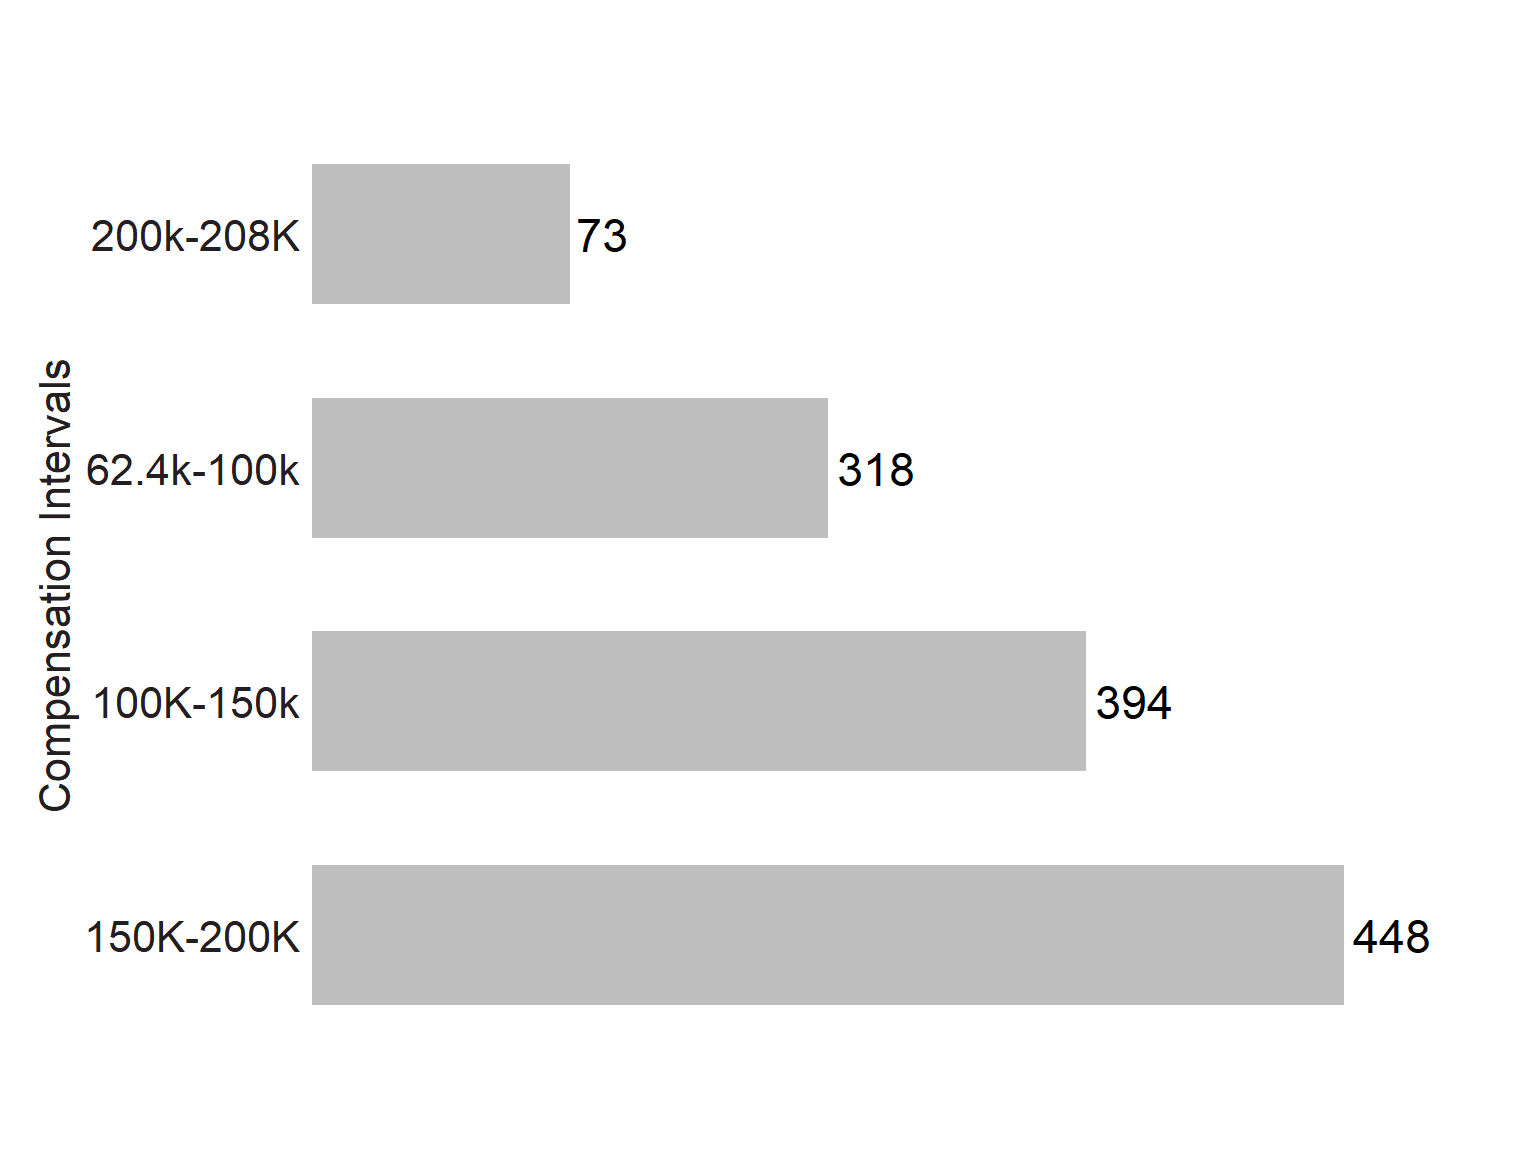 Compensation Intervals
200k-208K
73
62.4k-100k
318
100K-150k
394
150K-200K
448